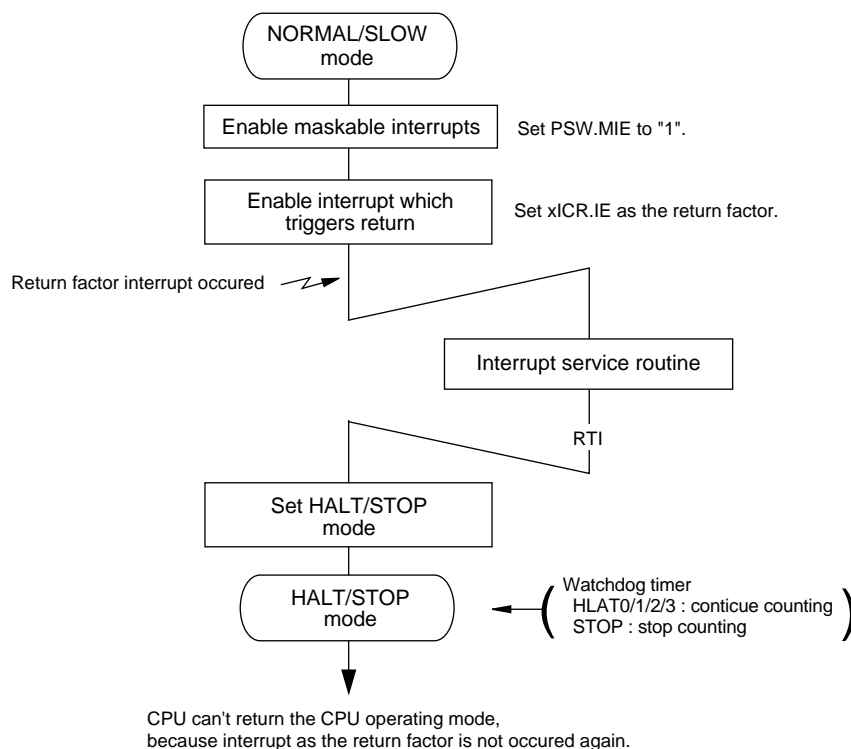 NORMAL/SLOW
mode
Enable maskable interrupts
Set PSW.MIE to "1".
Enable interrupt which
triggers return
Set xICR.IE as the return factor.
Return factor interrupt occured
Interrupt service routine
RTI
Set HALT/STOP
mode
HALT/STOP
mode
Watchdog timer
HLAT0/1/2/3 : conticue counting
STOP : stop counting
CPU can't return the CPU operating mode,
because interrupt as the return factor is not occured again.